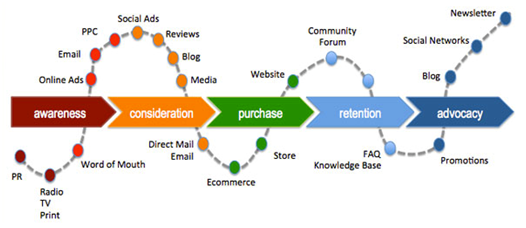 Newsletter
Social Ads
PPC
Reviews
Community
Forum
Social Networks
Email
Blog
Online Ads
Media
Website
Blog
awareness
consideration
purchase
retention
advocacy
PR
Word of Mouth
Direct Mail
Email
Store
FAQ
Knowledge Base
Promotions
Radio
TV
Print
Ecommerce